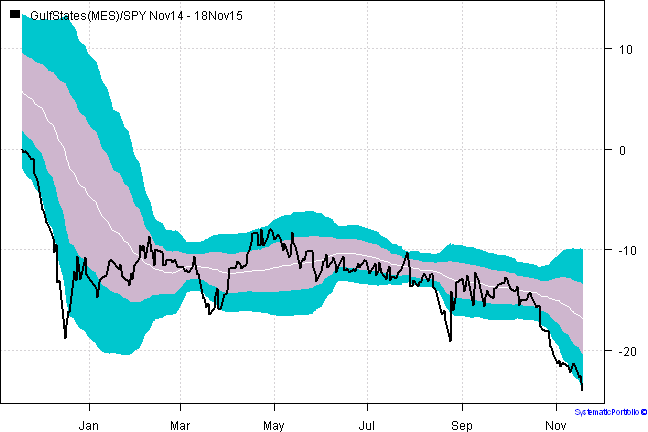 GulfStates(MES)/SPY Nov14 - 18Nov15
10
0
-10
-20
Jan Mar May Jul Sep Nov
SystematicPortfolio ©